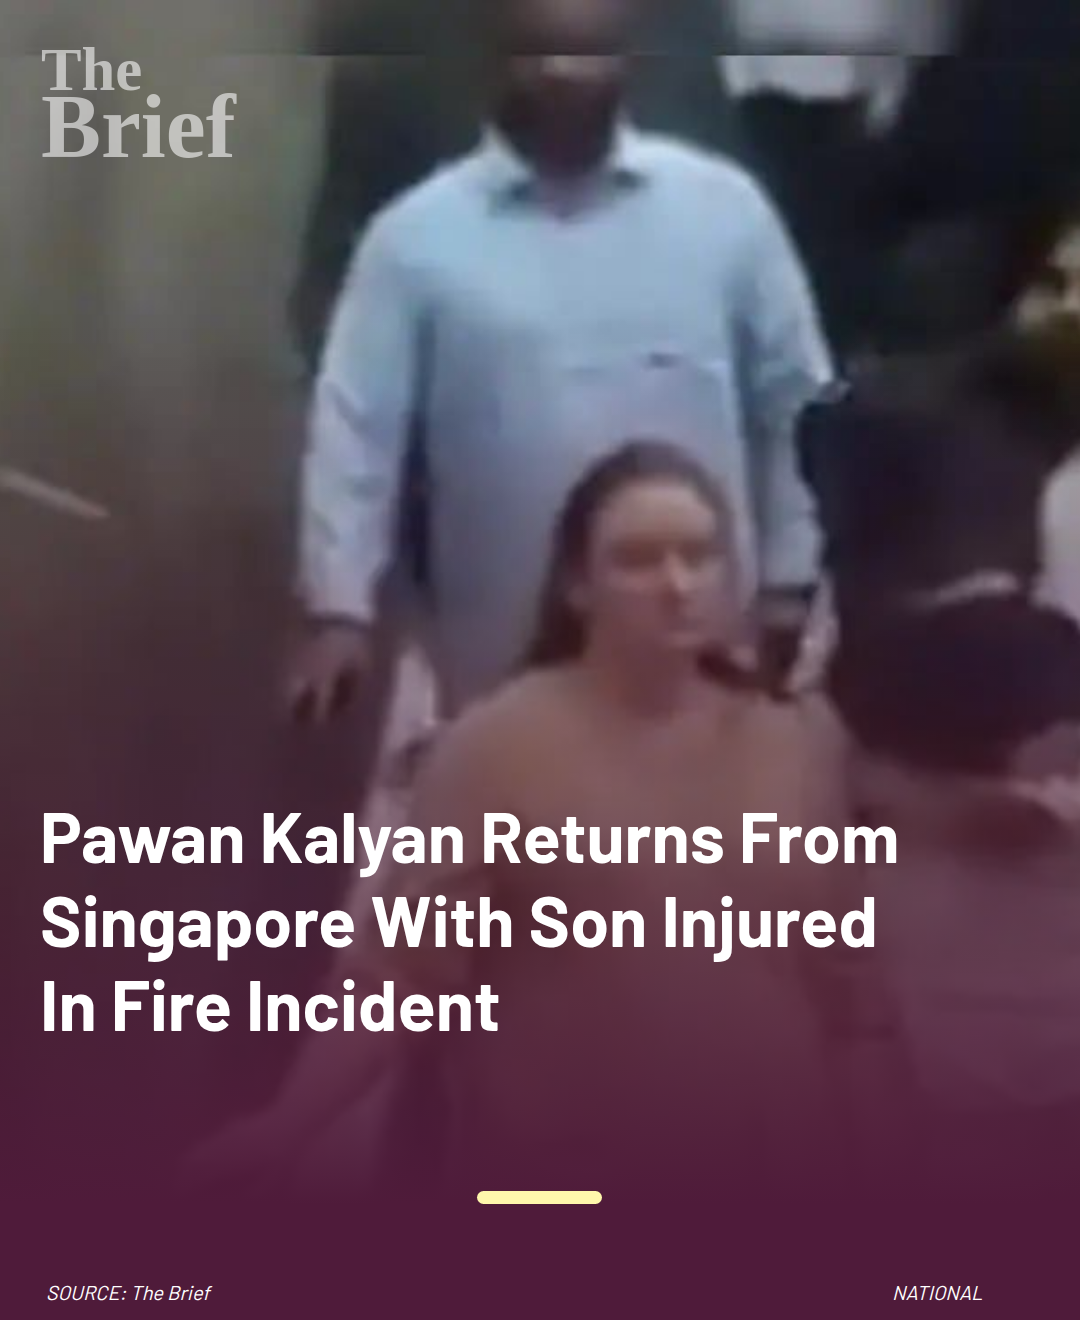 The
Brief
Pawan Kalyan Returns From
Singapore With Son Injured
In Fire Incident
SOURCE: The Brief
NATIONAL